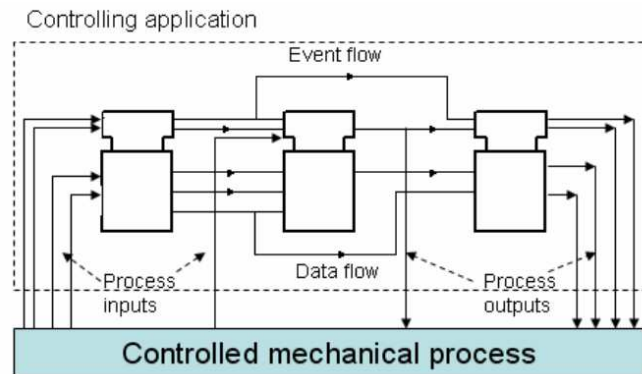 Controlling application
Event flow
Data flow
Process
inputs
Process
outputs
Controlled mechanical process